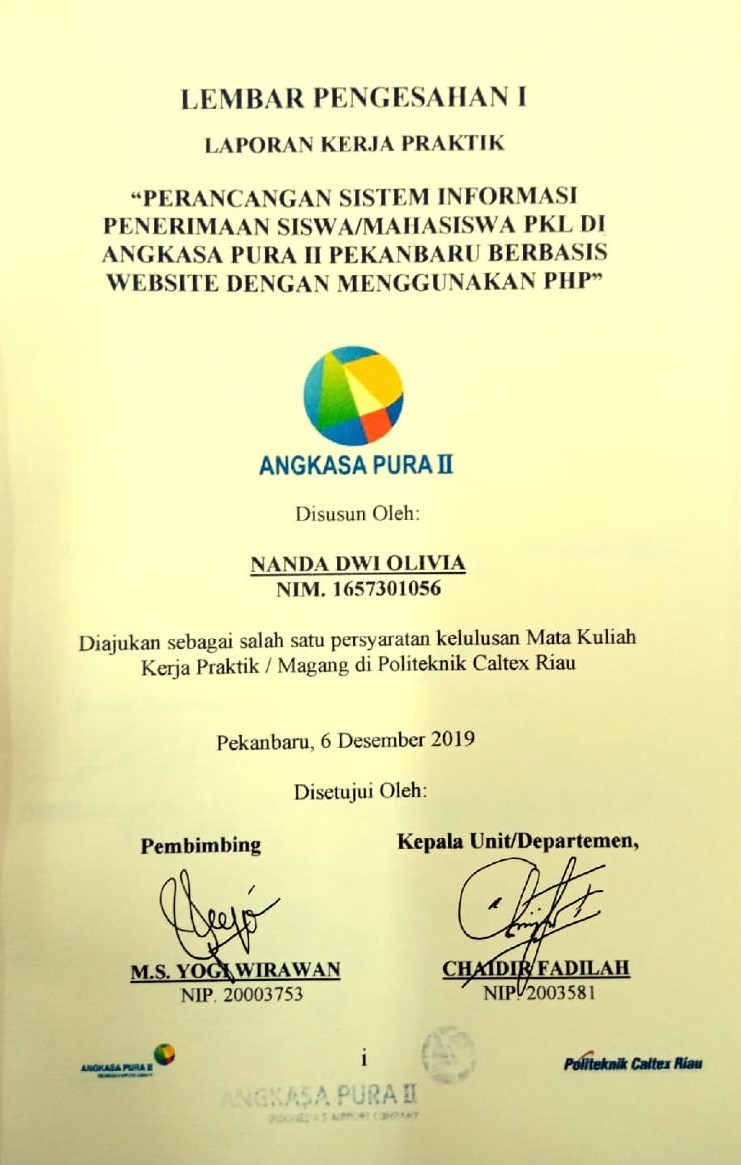 LEMBAR PENGESAHAN I
LAPORAN KERJA PRAKTIK
“PERANCANGAN SISTEM INFORMASI
PENERIMAAN SISWA/MAHASISWA PKL DI
ANGKASA PURA II PEKANBARU BERBASIS
WEBSITE DENGAN MENGGUNAKAN PHP”
ANGKASA PURA II
Disusun Oleh:
NANDA DWI OLIVIA
NIM. 1657301056
Diajukan sebagai salah satu persyaratan kelulusan Mata Kuliah
Kerja Praktik / Magang di Politeknik Caltex Riau
Pekanbaru, 6 Desember 2019
Disetujui Oleh:
Pembimbing
Kepala Unit/Departemen,
M.S. YOGI WIRAWAN
NIP. 20003753
CHAIDIR FADILAH
NIP. 2003581
ANGKASA PURA II
i
Politeknik Caltex Riau
ANGKASA PURA II
INDONESIA'S AIRPORT COMPANY